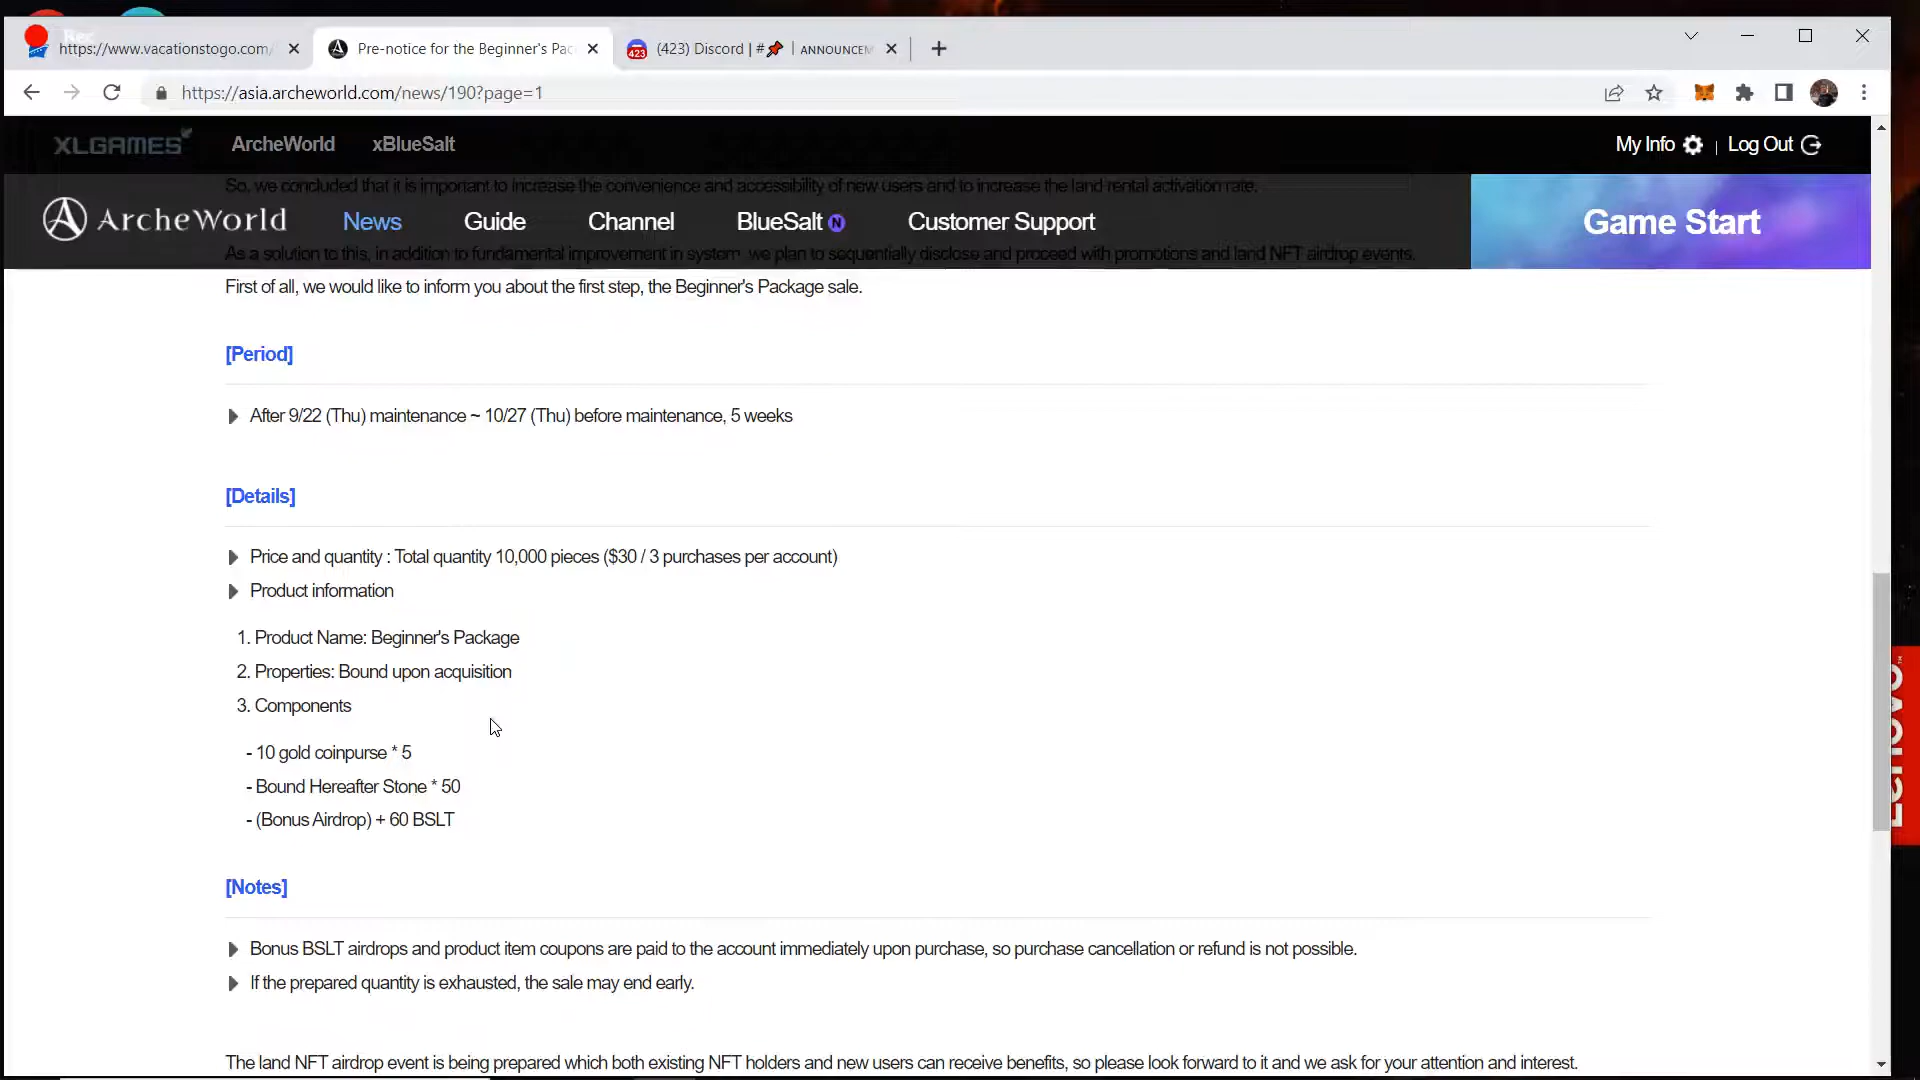 https://www.vacationstogo.com/
Pre-notice for the Beginner's Pac
423
(423) Discord | #📌 | ANNOUNCEM
https://asia.archeworld.com/news/190?page=1
XLGAMES
ArcheWorld
xBlueSalt
My Info
|
Log Out
So, we concluded that it is important to increase the convenience and accessibility of new users and to increase the land rental activation rate.
ArcheWorld
News
Guide
Channel
BlueSalt N
Customer Support
Game Start
As a solution to this, in addition to fundamental improvement in system, we plan to sequentially disclose and proceed with promotions and land NFT airdrop events.
First of all, we would like to inform you about the first step, the Beginner's Package sale.
[Period]
After 9/22 (Thu) maintenance ~ 10/27 (Thu) before maintenance, 5 weeks
[Details]
Price and quantity : Total quantity 10,000 pieces ($30 / 3 purchases per account)
Product information
1. Product Name: Beginner's Package
2. Properties: Bound upon acquisition
3. Components
- 10 gold coinpurse * 5
- Bound Hereafter Stone * 50
- (Bonus Airdrop) + 60 BSLT
[Notes]
Bonus BSLT airdrops and product item coupons are paid to the account immediately upon purchase, so purchase cancellation or refund is not possible.
If the prepared quantity is exhausted, the sale may end early.
The land NFT airdrop event is being prepared which both existing NFT holders and new users can receive benefits, so please look forward to it and we ask for your attention and interest.
Lenovo